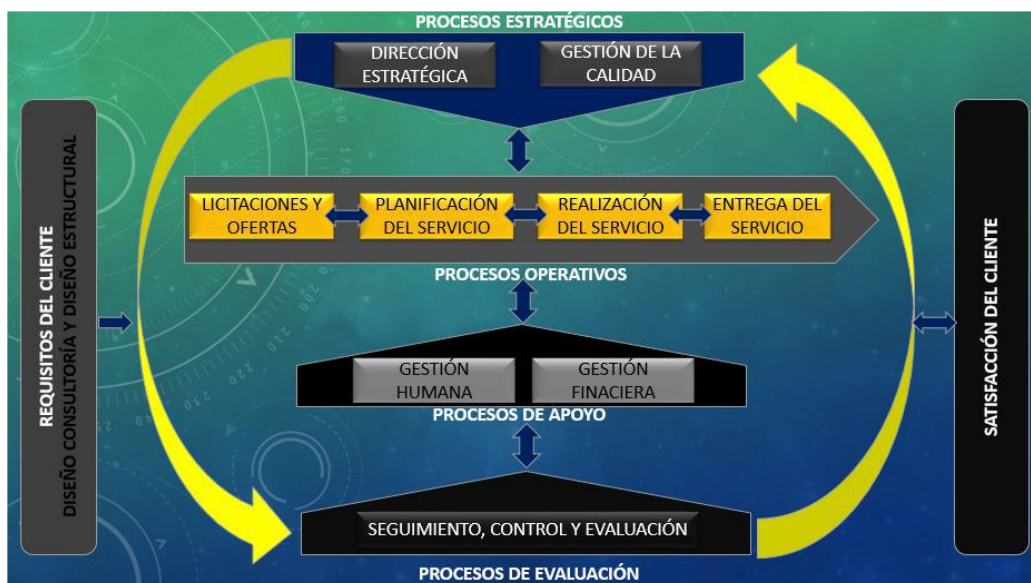 PROCESOS ESTRATÉGICOS
DIRECCIÓN
ESTRATÉGICA
GESTIÓN DE LA
CALIDAD
REQUISITOS DEL CLIENTE
DISEÑO CONSULTORÍA Y DISEÑO ESTRUCTURAL
LICITACIONES Y
OFERTAS
PLANIFICACIÓN
DEL SERVICIO
REALIZACIÓN
DEL SERVICIO
ENTREGA DEL
SERVICIO
PROCESOS OPERATIVOS
GESTIÓN
HUMANA
GESTIÓN
FINACIERA
PROCESOS DE APOYO
SEGUIMIENTO, CONTROL Y EVALUACIÓN
PROCESOS DE EVALUACIÓN
SATISFACCIÓN DEL CLIENTE